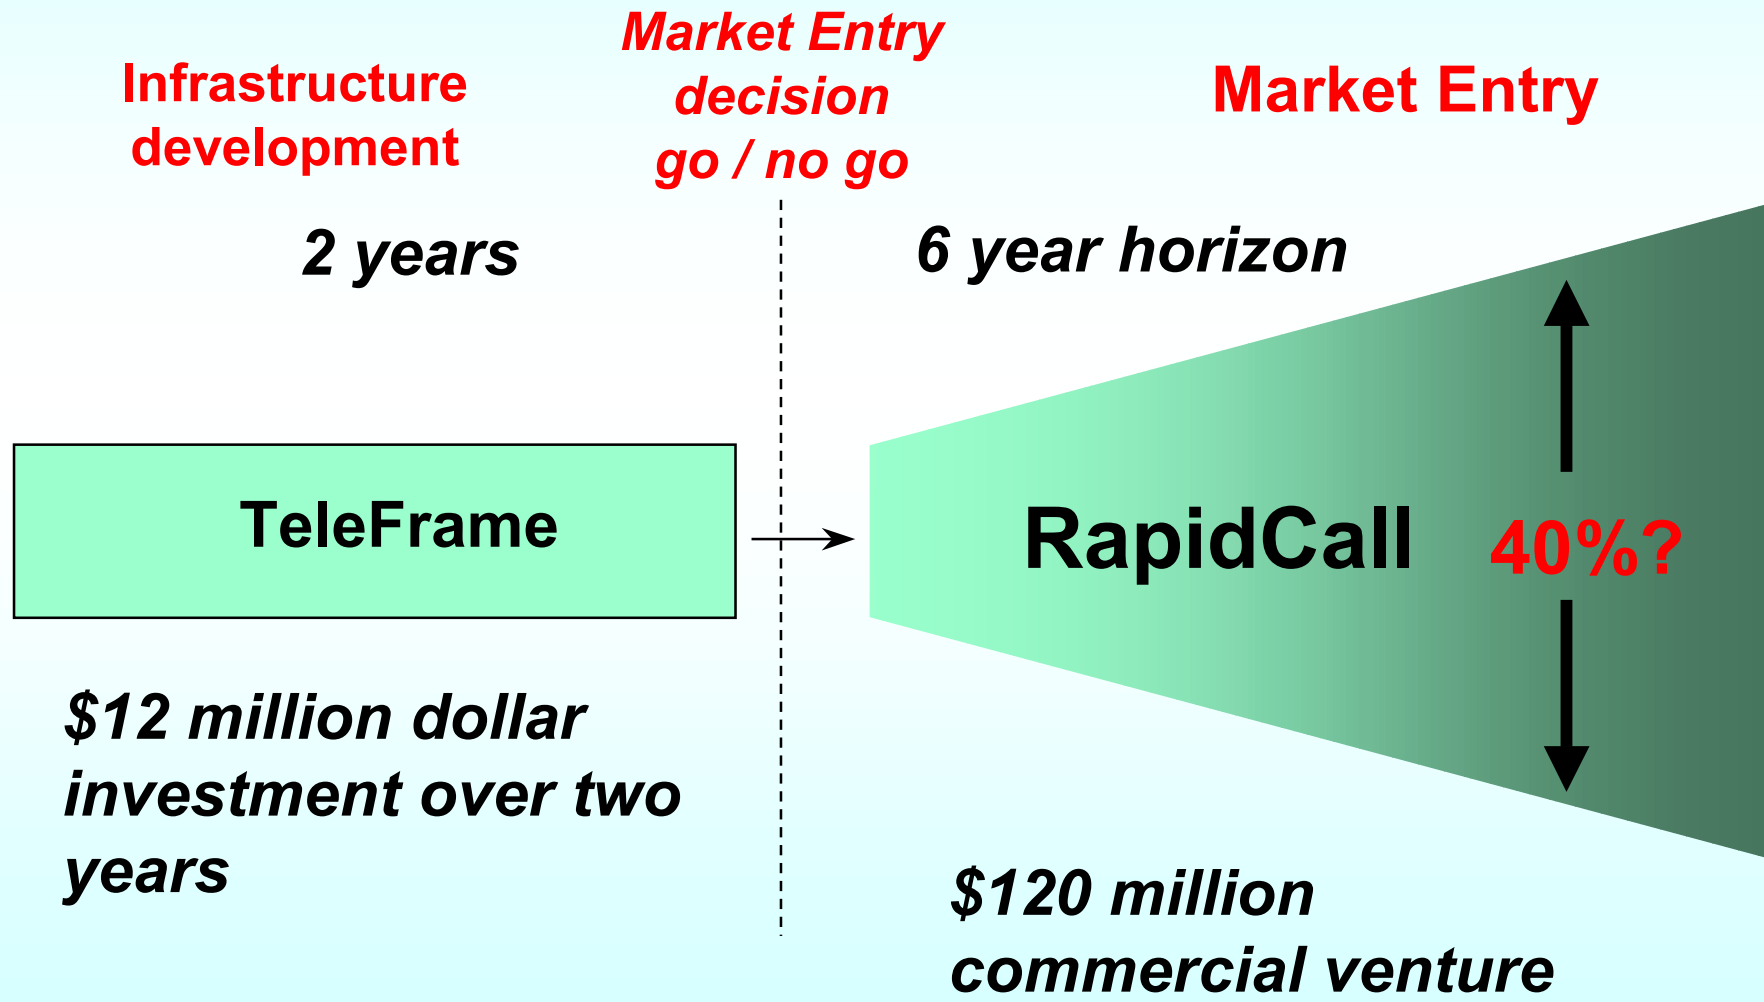 Infrastructure
development
Market Entry
decision
go / no go
Market Entry
2 years
6 year horizon
TeleFrame
RapidCall
40%?
$12 million dollar
investment over two
years
$120 million
commercial venture